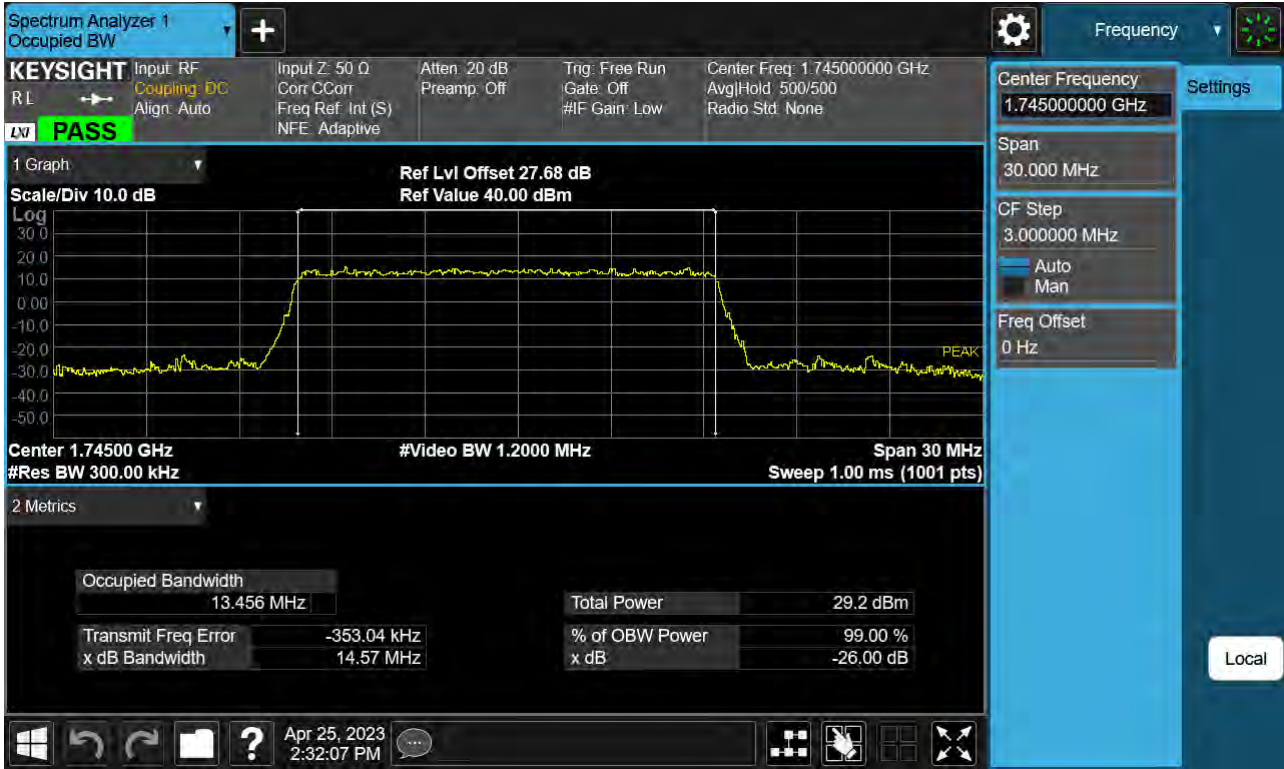 Spectrum Analyzer 1
Occupied BW
Frequency
KEYSIGHT
R L
LXI
PASS
Input: RF
Coupling: DC
Align: Auto
Input Z: 50 Ω
Corr CCorr
Freq Ref: Int (S)
NFE: Adaptive
Atten: 20 dB
Preamp: Off
Trig: Free Run
Gate: Off
#IF Gain: Low
Center Freq: 1.745000000 GHz
Avg|Hold: 500/500
Radio Std: None
Center Frequency
1.745000000 GHz
Settings
Span
30.000 MHz
CF Step
3.000000 MHz
Auto
Man
Freq Offset
0 Hz
Local
1 Graph
Scale/Div 10.0 dB
Ref Lvl Offset 27.68 dB
Ref Value 40.00 dBm
Log
30.0
20.0
10.0
0.00
-10.0
-20.0
-30.0
-40.0
-50.0
PEAK
Center 1.74500 GHz
#Video BW 1.2000 MHz
Span 30 MHz
#Res BW 300.00 kHz
Sweep 1.00 ms (1001 pts)
2 Metrics
Occupied Bandwidth
13.456 MHz
Total Power 29.2 dBm
Transmit Freq Error -353.04 kHz
% of OBW Power 99.00 %
x dB Bandwidth 14.57 MHz
x dB -26.00 dB
?
Apr 25, 2023
2:32:07 PM